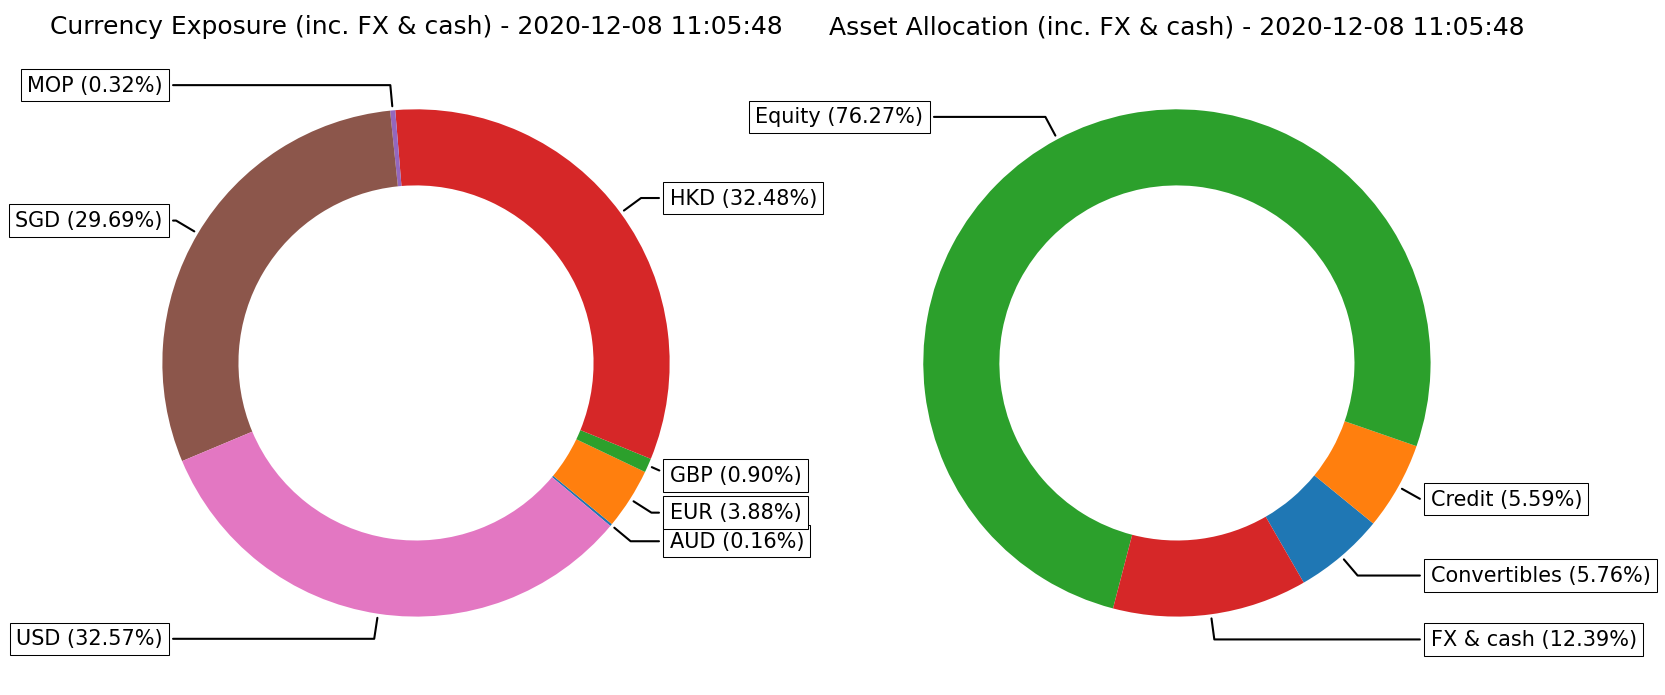 Currency Exposure (inc. FX & cash) - 2020-12-08 11:05:48
MOP (0.32%)
HKD (32.48%)
SGD (29.69%)
GBP (0.90%)
EUR (3.88%)
AUD (0.16%)
USD (32.57%)
Asset Allocation (inc. FX & cash) - 2020-12-08 11:05:48
Equity (76.27%)
Credit (5.59%)
Convertibles (5.76%)
FX & cash (12.39%)